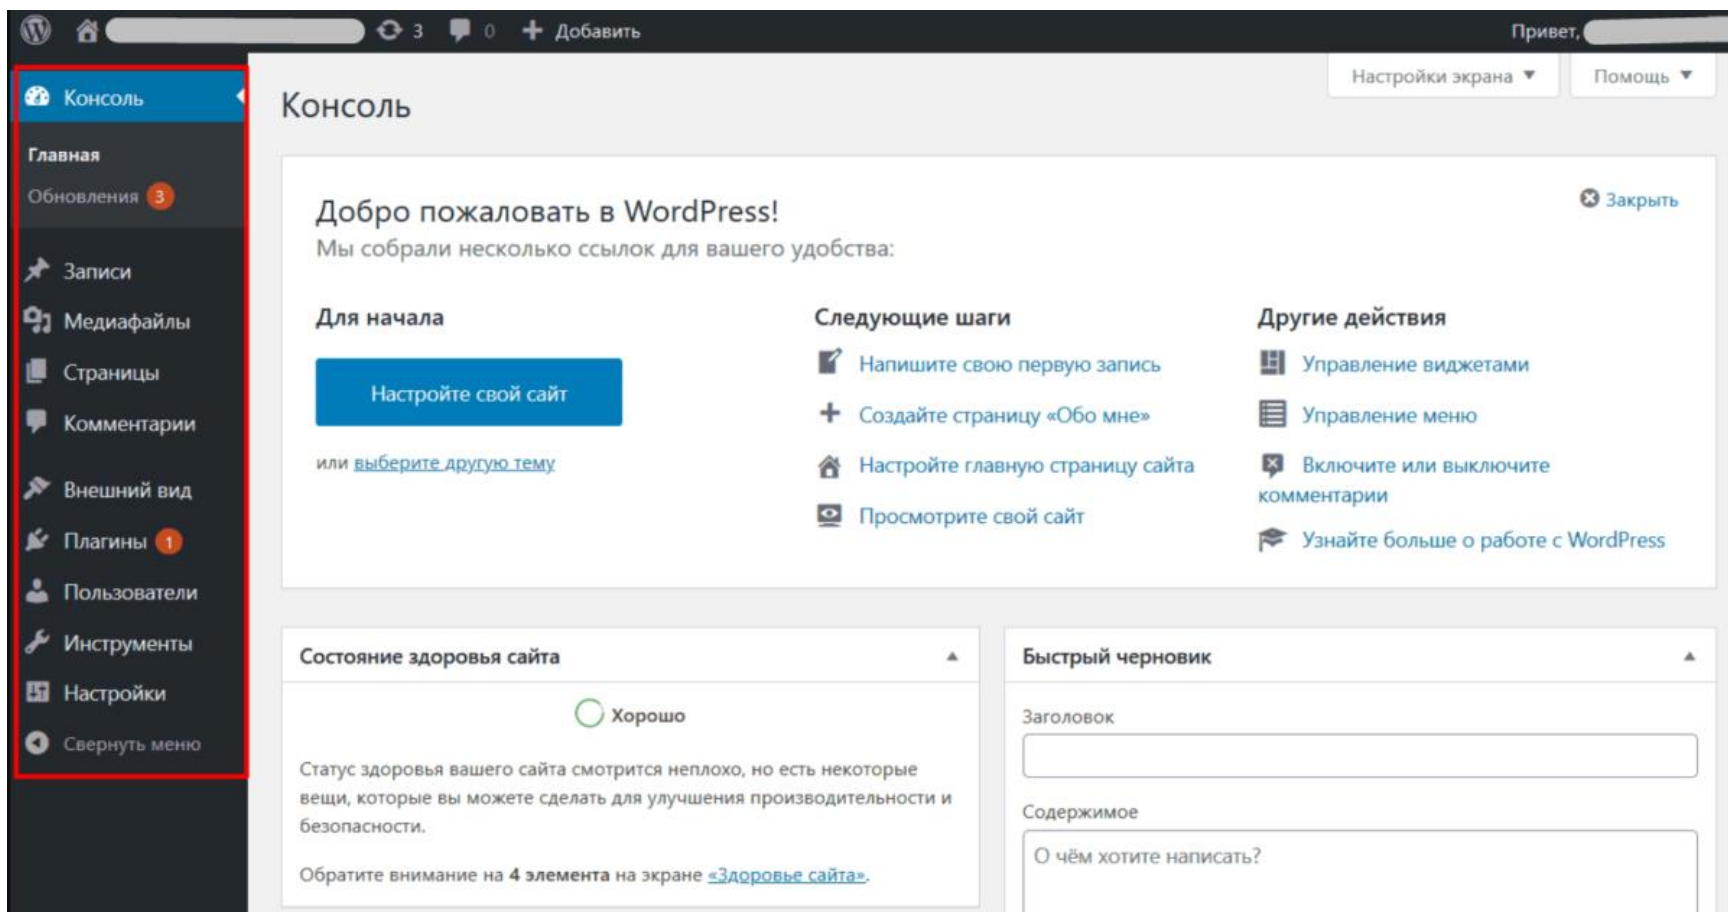 3 0 Добавить
Привет,
Консоль
Главная
Обновления 3
Записи
Медиафайлы
Страницы
Комментарии
Внешний вид
Плагины 1
Пользователи
Инструменты
Настройки
Свернуть меню
Настройки экрана
Помощь
Консоль
Добро пожаловать в WordPress!
Закрыть
Мы собрали несколько ссылок для вашего удобства:
Для начала
Настройте свой сайт
или выберите другую тему
Следующие шаги
Напишите свою первую запись
Создайте страницу «Обо мне»
Настройте главную страницу сайта
Просмотрите свой сайт
Другие действия
Управление виджетами
Управление меню
Включите или выключите
комментарии
Узнайте больше о работе с WordPress
Состояние здоровья сайта
Хорошо
Статус здоровья вашего сайта смотрится неплохо, но есть некоторые
вещи, которые вы можете сделать для улучшения производительности и
безопасности.
Обратите внимание на 4 элемента на экране «Здоровье сайта».
Быстрый черновик
Заголовок
Содержимое
О чём хотите написать?